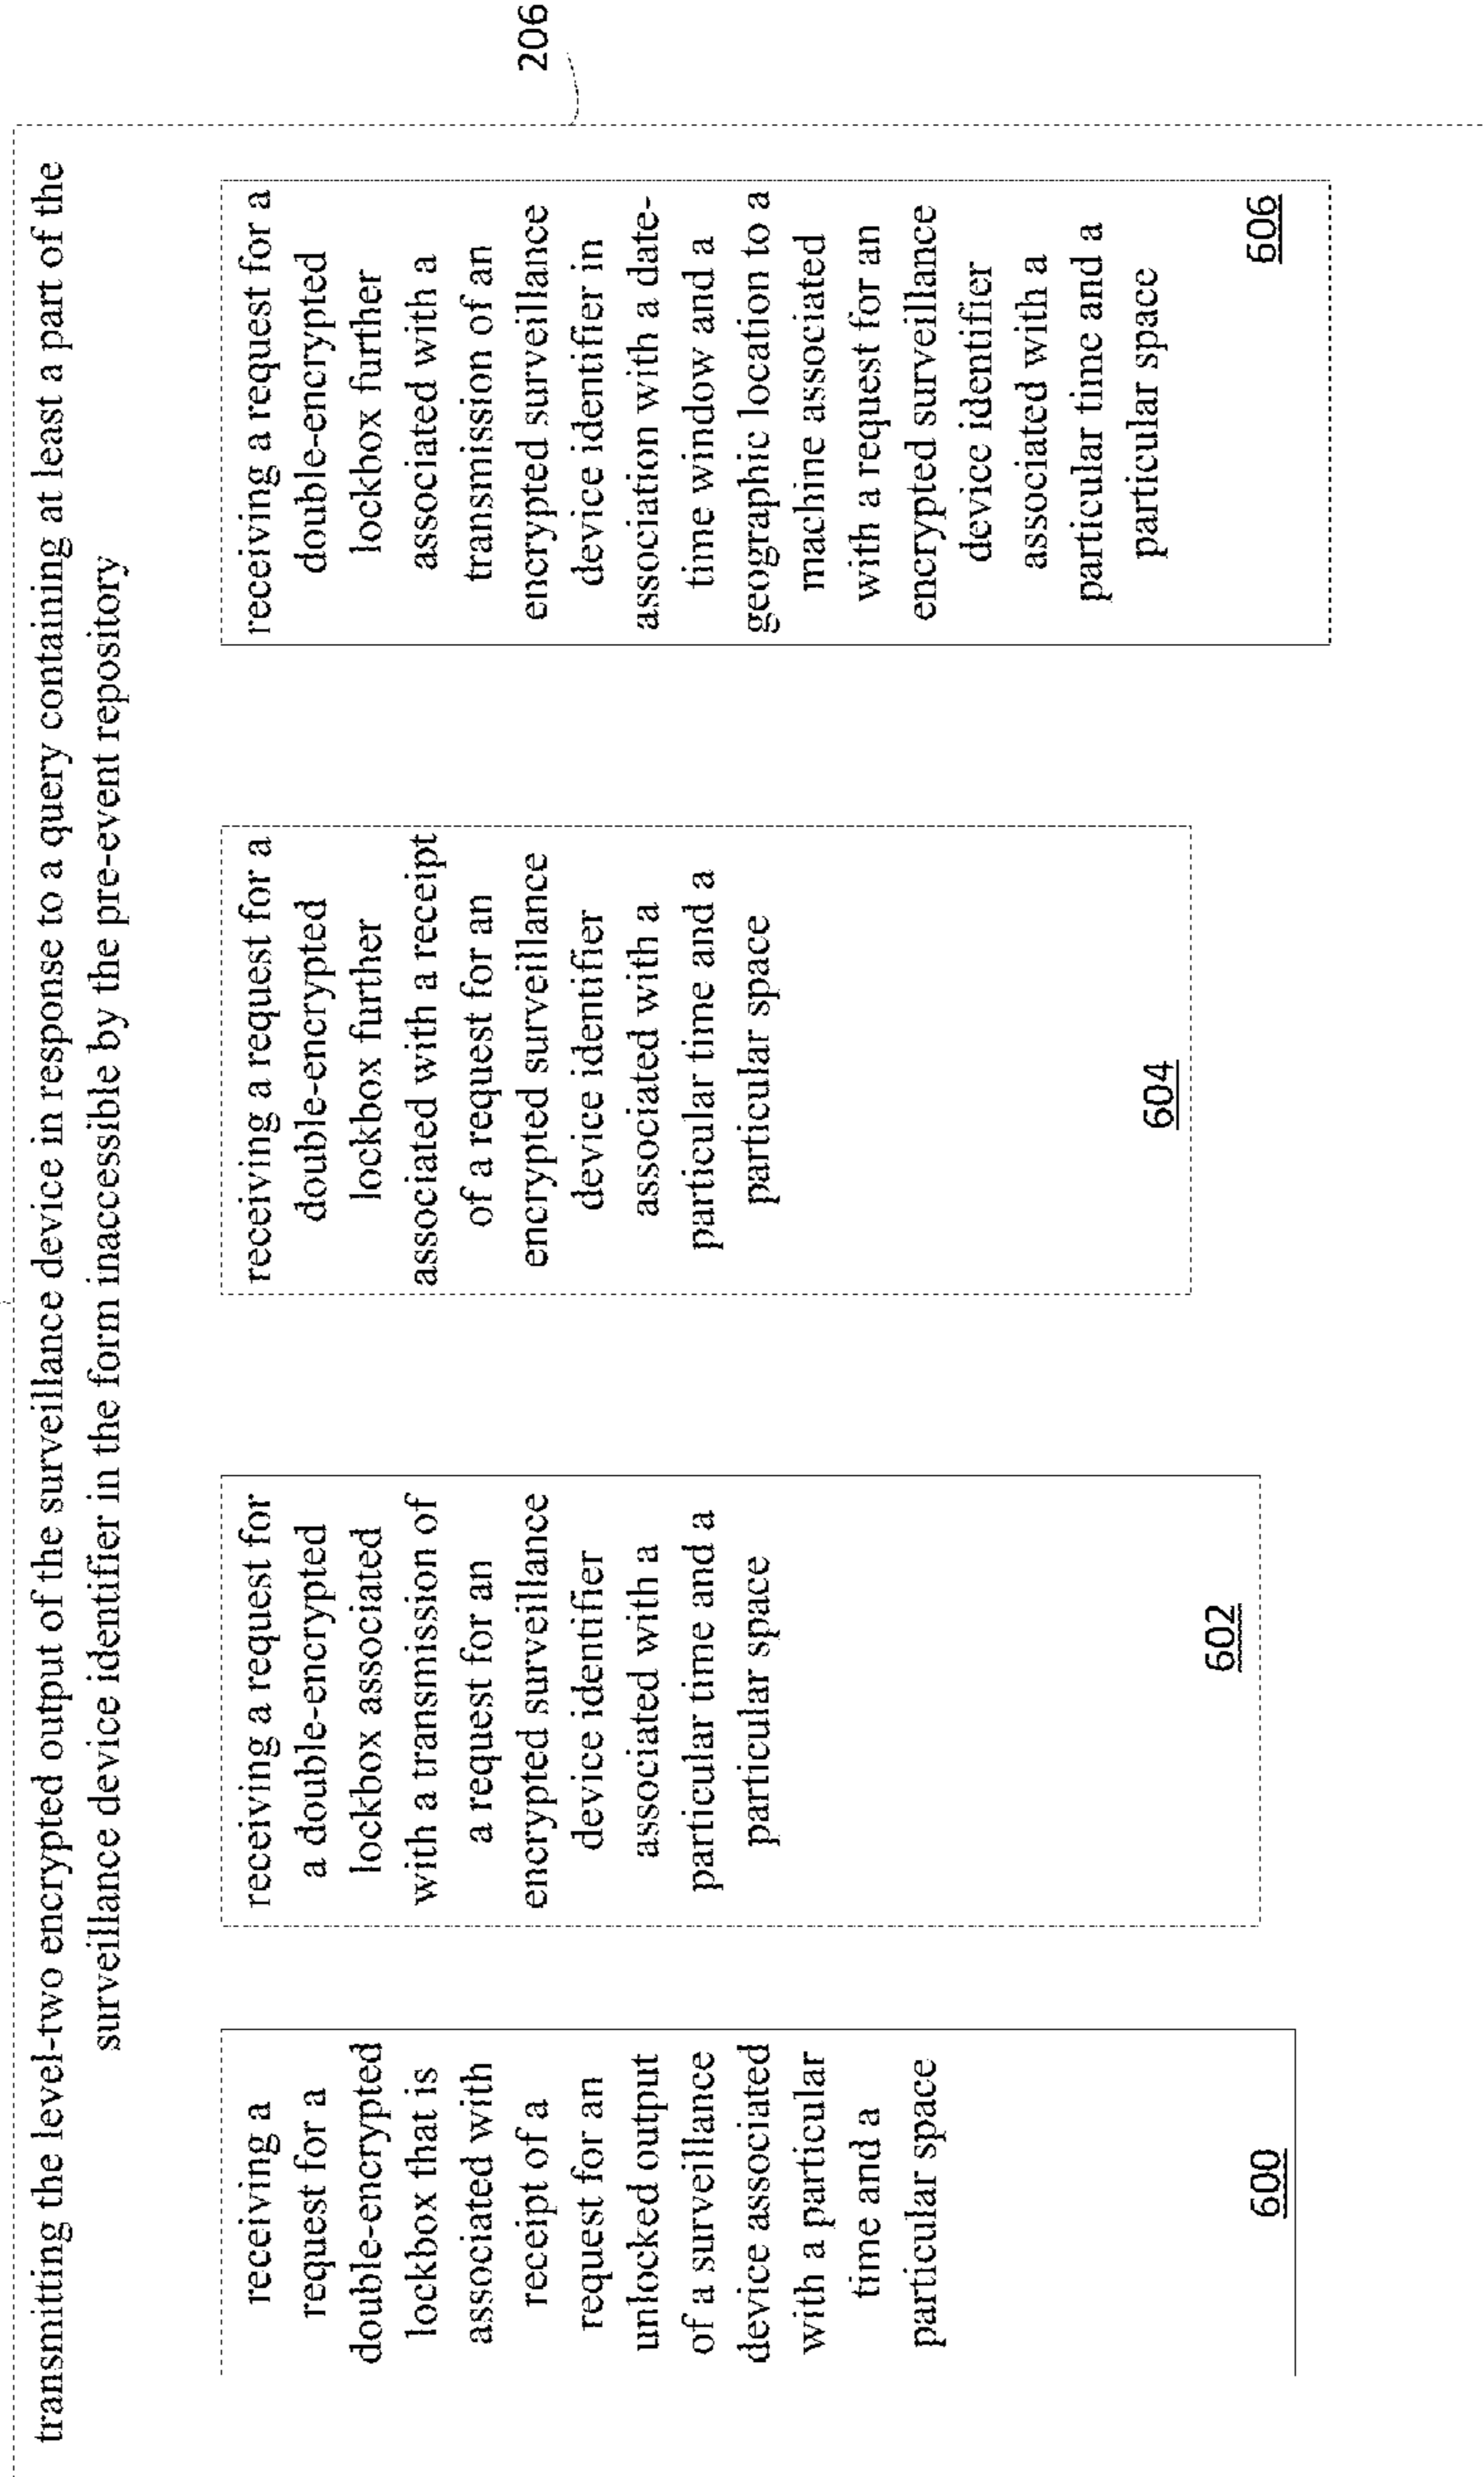 transmitting the level-two encrypted output of the surveillance device in response to a query containing at least a part of the
surveillance device identifier in the form inaccessible by the pre-event repository
206
receiving a
request for a
double-encrypted
lockbox that is
associated with
receipt of a
request for an
unlocked output
of a surveillance
device associated
with a particular
time and a
particular space
600
receiving a request for
a double-encrypted
lockbox associated
with a transmission of
a request for an
encrypted surveillance
device identifier
associated with a
particular time and a
particular space
602
receiving a request for a
double-encrypted
lockbox further
associated with a receipt
of a request for an
encrypted surveillance
device identifier
associated with a
particular time and a
particular space
604
receiving a request for a
double-encrypted
lockbox further
associated with a
transmission of an
encrypted surveillance
device identifier in
association with a date-
time window and a
geographic location to a
machine associated
with a request for an
encrypted surveillance
device identifier
associated with a
particular time and a
particular space
606